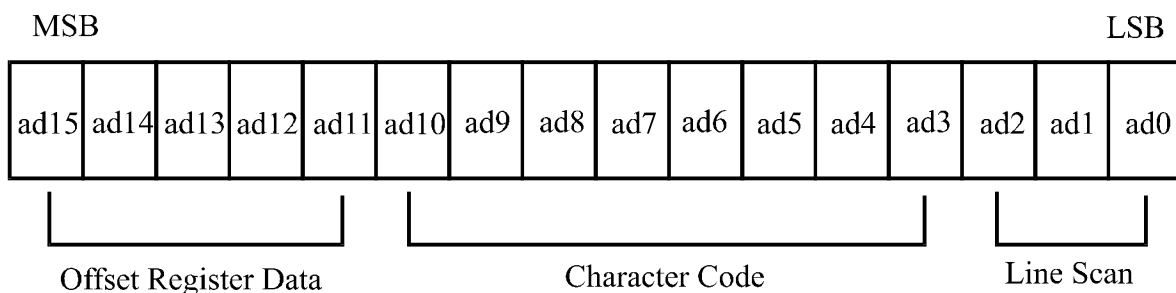 MSB LSB
ad15 ad14 ad13 ad12 ad11 ad10 ad9 ad8 ad7 ad6 ad5 ad4 ad3 ad2 ad1 ad0
Offset Register Data Character Code Line Scan